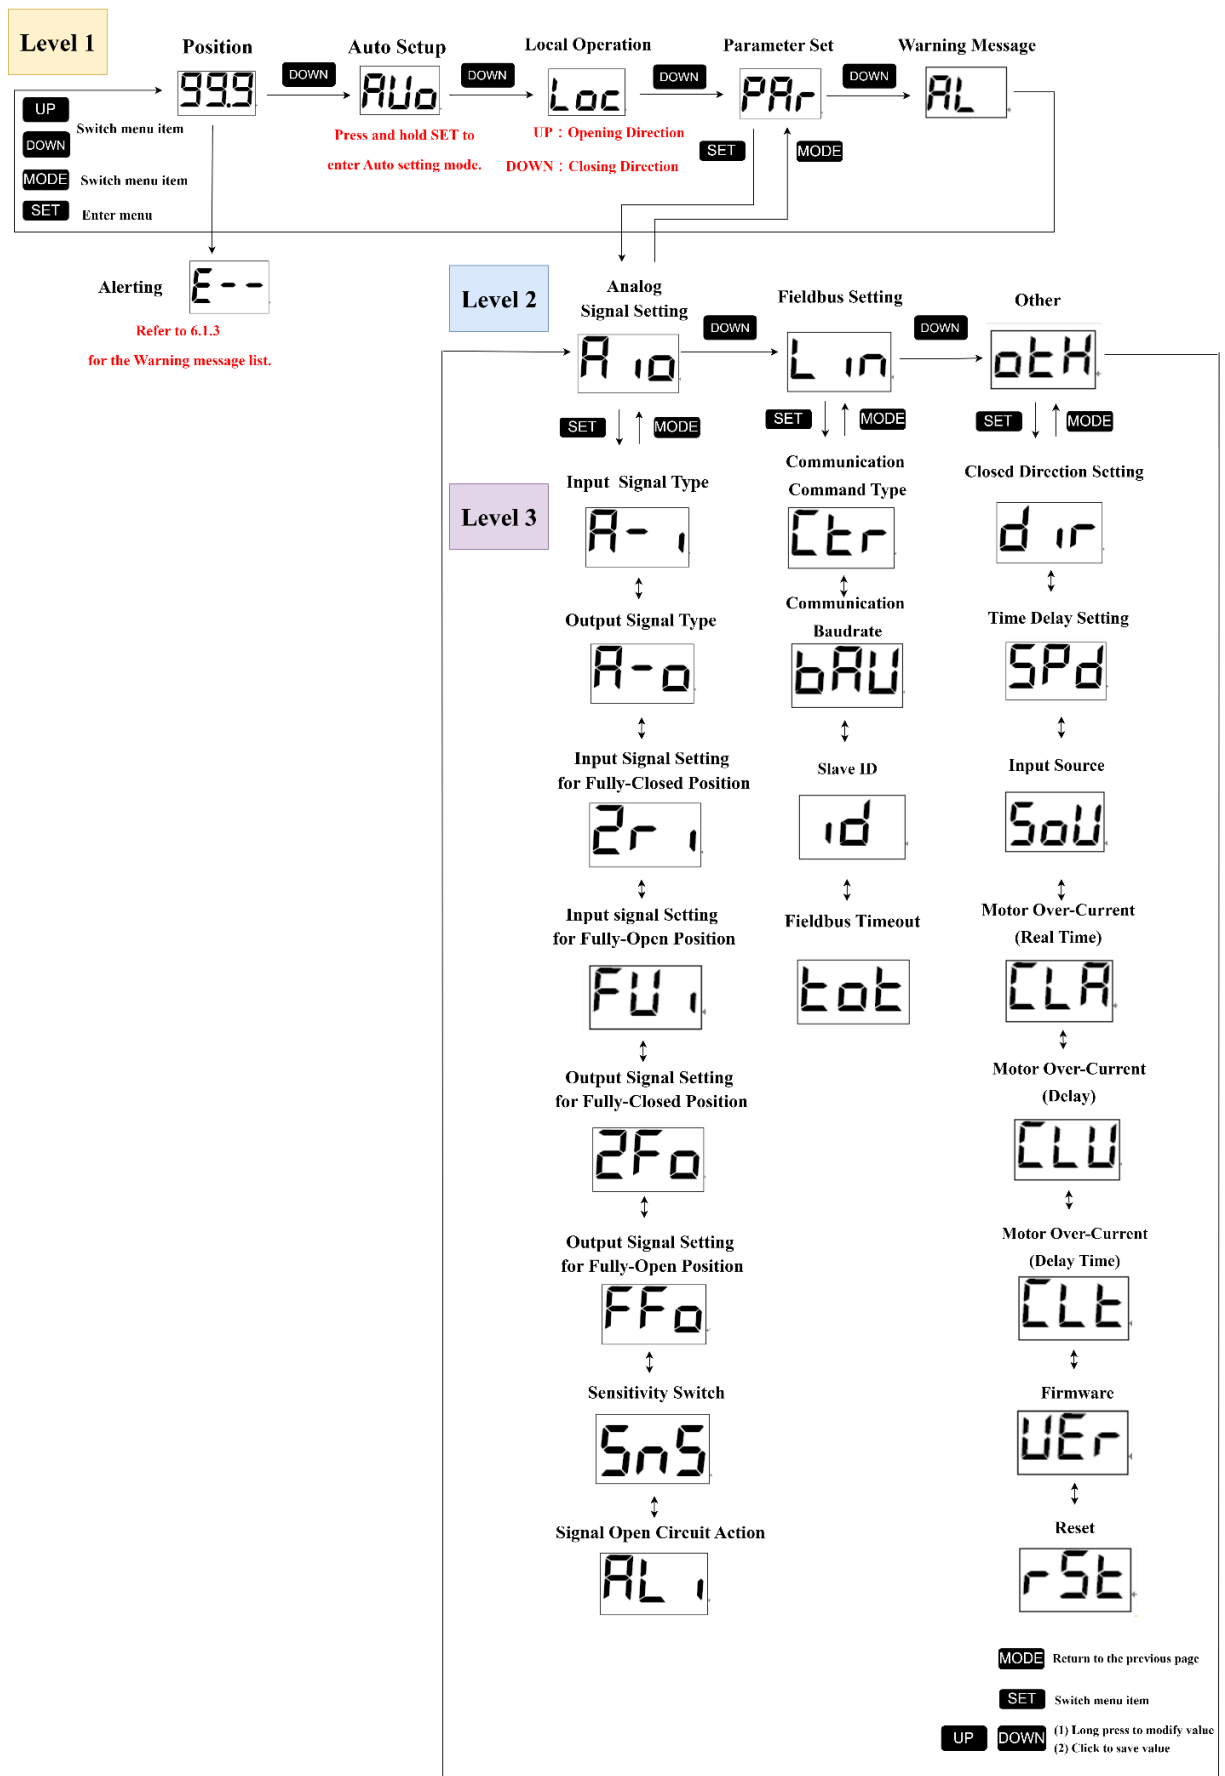 Level 1
Position
Auto Setup
Local Operation
Parameter Set
Warning Message
99.9
DOWN
AUo
DOWN
Loc
DOWN
PAr
DOWN
AL
UP
Switch menu item
DOWN
MODE
Switch menu item
SET
Enter menu
Press and hold SET to
enter Auto setting mode.
UP : Opening Direction
DOWN : Closing Direction
SET
MODE
Alerting
E--
Refer to 6.1.3
for the Warning message list.
Level 2
Analog
Signal Setting
Fieldbus Setting
Other
A io
DOWN
L in
DOWN
otH
SET
MODE
SET
MODE
SET
MODE
Level 3
Input Signal Type
A-i
Output Signal Type
A-o
Input Signal Setting
for Fully-Closed Position
2r i
Input signal Setting
for Fully-Open Position
FU i
Output Signal Setting
for Fully-Closed Position
2Fo
Output Signal Setting
for Fully-Open Position
FFo
Sensitivity Switch
SnS
Signal Open Circuit Action
AL i
Communication
Command Type
Ctr
Communication
Baudrate
bAU
Slave ID
id
Fieldbus Timeout
tot
Closed Direction Setting
d ir
Time Delay Setting
SPd
Input Source
SoU
Motor Over-Current
(Real Time)
CLA
Motor Over-Current
(Delay)
CLU
Motor Over-Current
(Delay Time)
CLt
Firmware
UEr
Reset
rSt
MODE Return to the previous page
SET Switch menu item
UP DOWN (1) Long press to modify value
(2) Click to save value